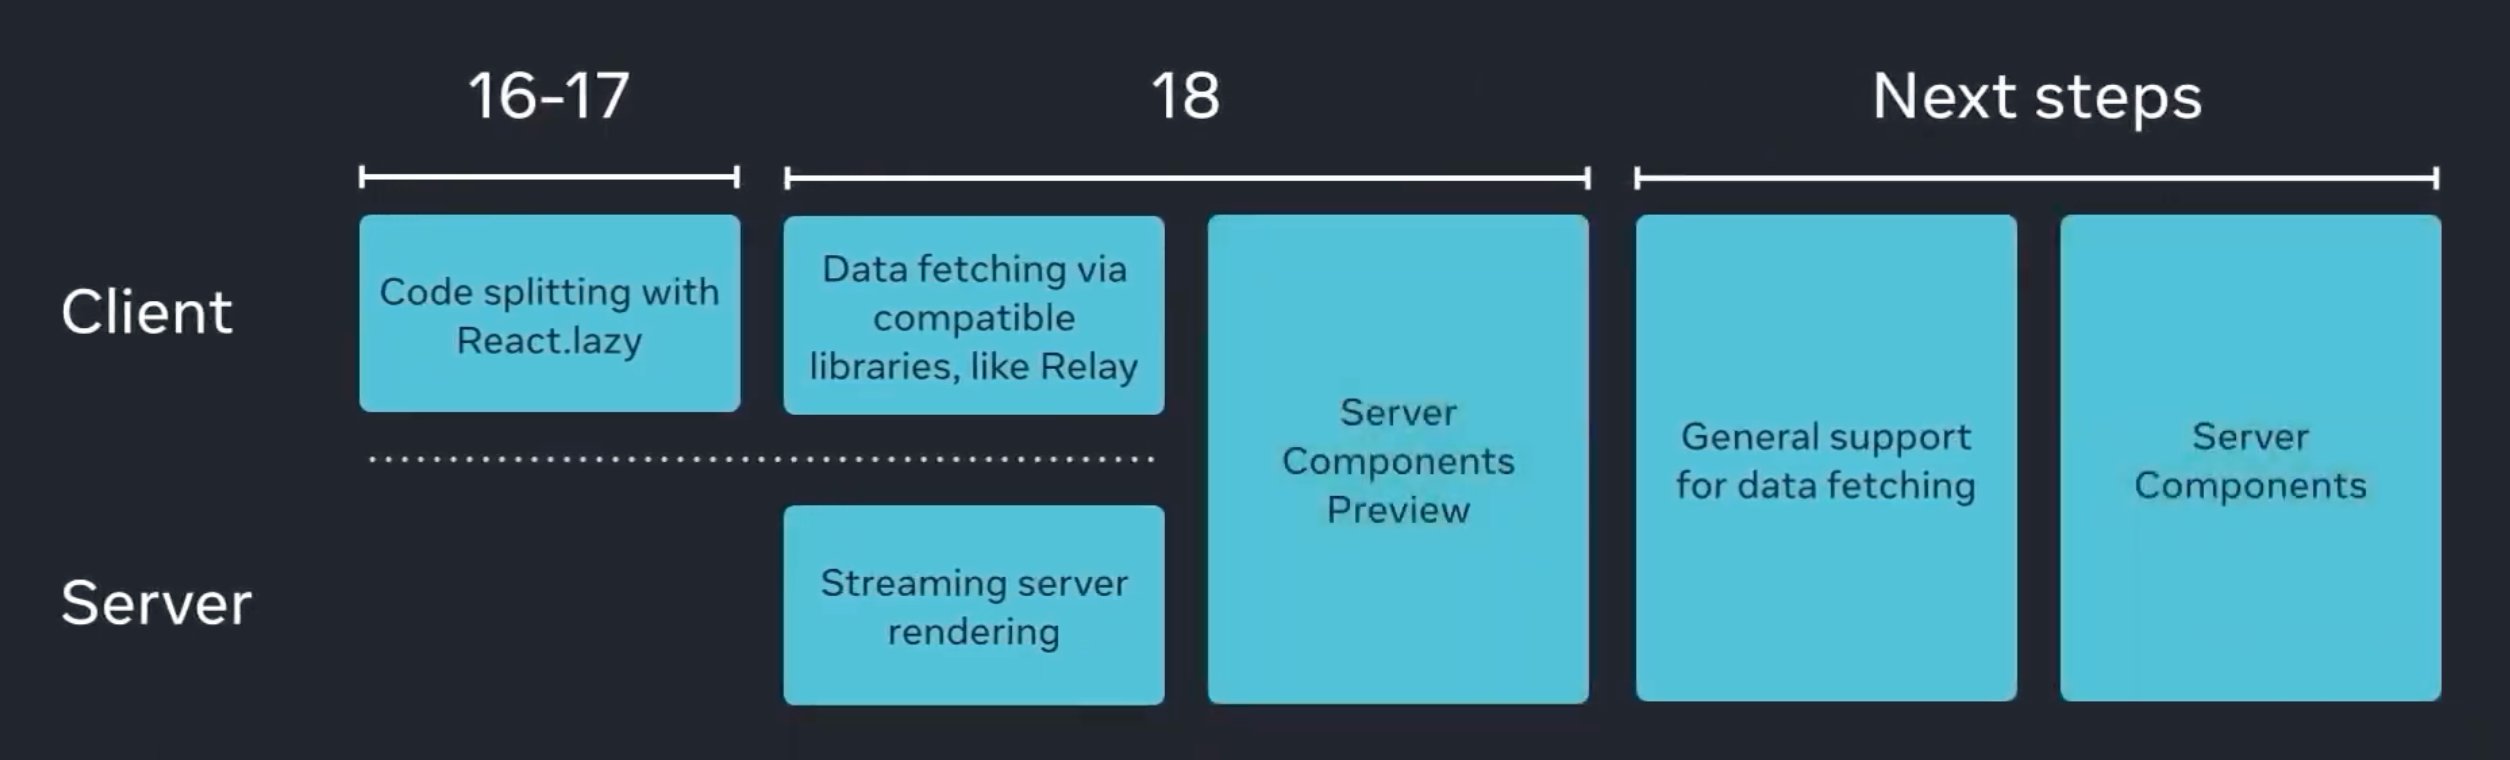 16-17
18
Next steps
Client
Code splitting with
React.lazy
Data fetching via
compatible
libraries, like Relay
Server
Components
Preview
General support
for data fetching
Server
Components
Server
Streaming server
rendering